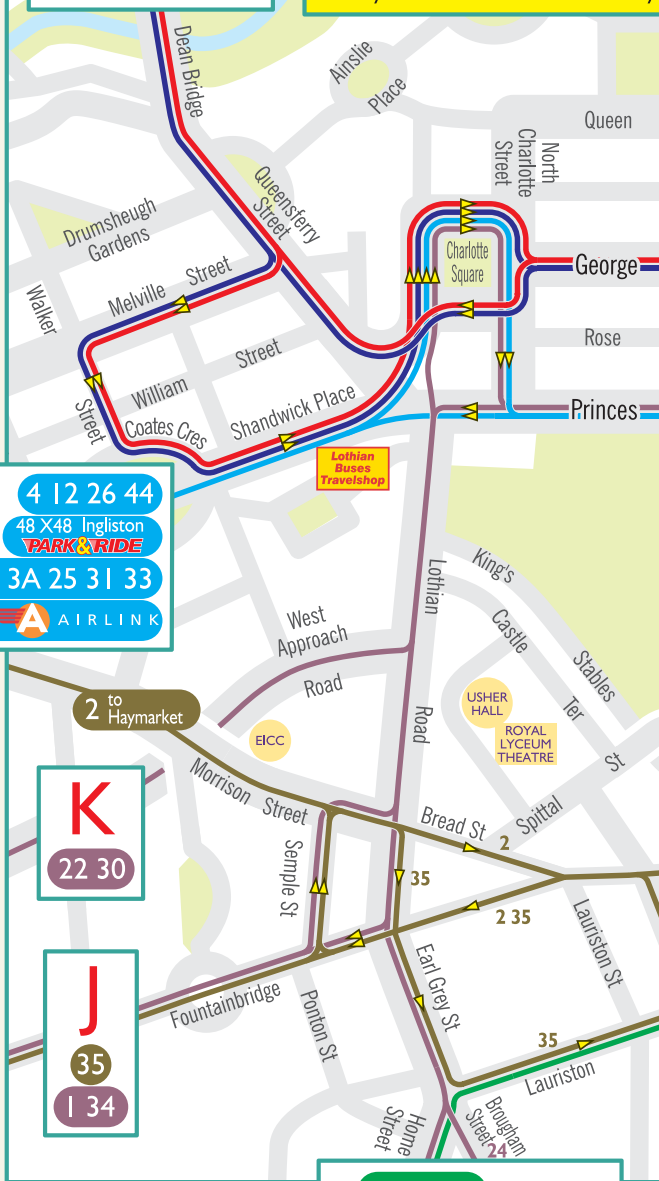 Dean Bridge
Ainslie
Place
Queen
North
Charlotte
Street
Queensferry
Street
Drumsheugh
Gardens
Charlotte
Square
George
Melville Street
Walker
Street
Rose
William
Street
Coates Cres
Shandwick Place
Princes
Lothian
Buses
Travelshop
4 12 26 44
48 X48 Ingliston
PARK&RIDE
3A 25 31 33
A AIRLINK
Lothian
Road
King's
Stables
Castle
Ter
West
Approach
Road
2 to
Haymarket
EICC
USHER
HALL
ROYAL
LYCEUM
THEATRE
St
Spittal
Morrison Street
Bread St
2
K
22 30
Semple St
35
2 35
Lauriston St
Earl Grey St
J
35
1 34
Fountainbridge
Ponton St
35
Lauriston
Home
Street
Brougham
Street
24